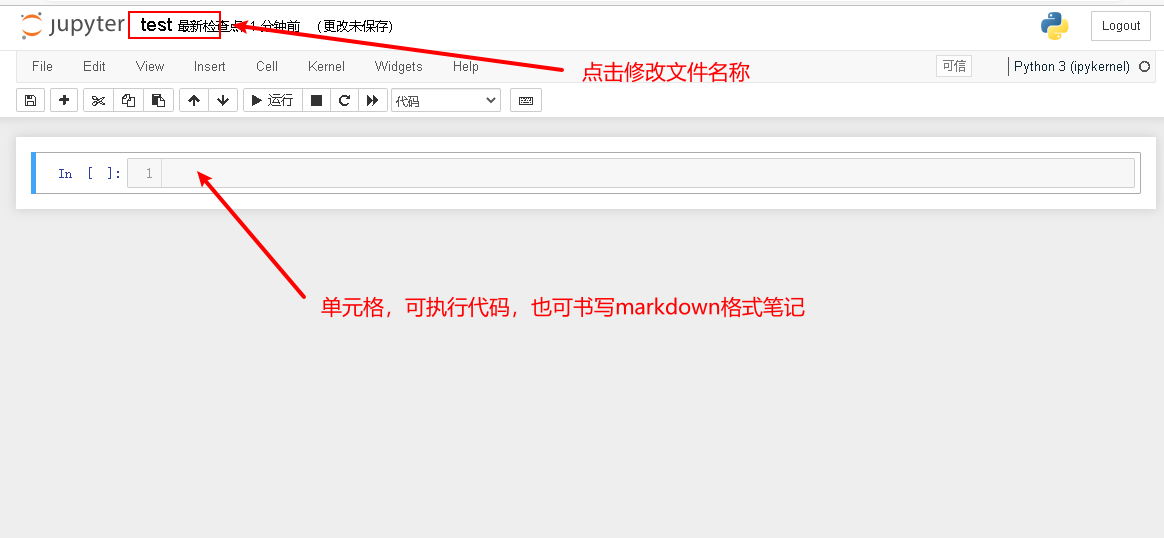 jupyter test 最新检查点: 1 分钟前 (更改未保存) Logout
File Edit View Insert Cell Kernel Widgets Help 可信 Python 3 (ipykernel)
点击修改文件名称
运行 代码
In [ ]: 1
单元格，可执行代码，也可书写markdown格式笔记